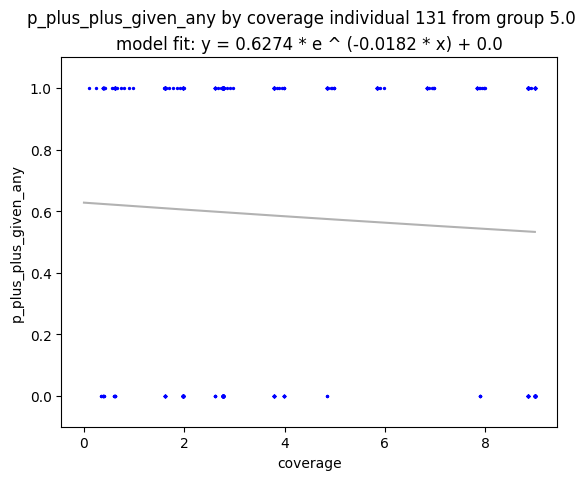 p_plus_plus_given_any by coverage individual 131 from group 5.0
model fit: y = 0.6274 * e ^ (-0.0182 * x) + 0.0
1.0
0.8
0.6
0.4
0.2
0.0
p_plus_plus_given_any
0 2 4 6 8
coverage